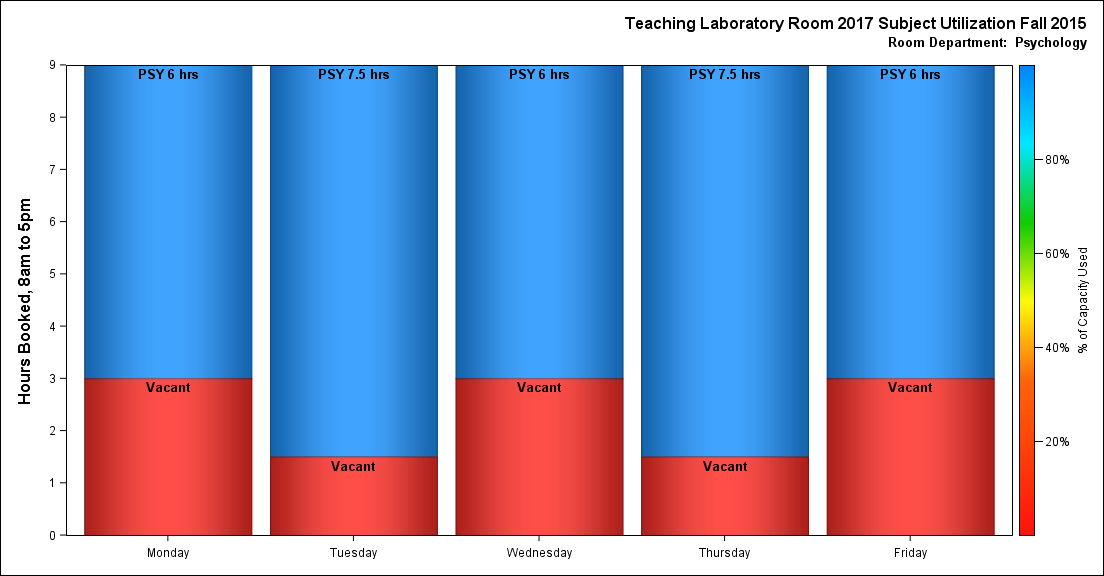 Teaching Laboratory Room 2017 Subject Utilization Fall 2015
Room Department: Psychology
Hours Booked, 8am to 5pm
9
8
7
6
5
4
3
2
1
0
PSY 6 hrs
PSY 7.5 hrs
PSY 6 hrs
PSY 7.5 hrs
PSY 6 hrs
Vacant
Vacant
Vacant
Vacant
Vacant
Monday
Tuesday
Wednesday
Thursday
Friday
80%
60%
40%
20%
% of Capacity Used